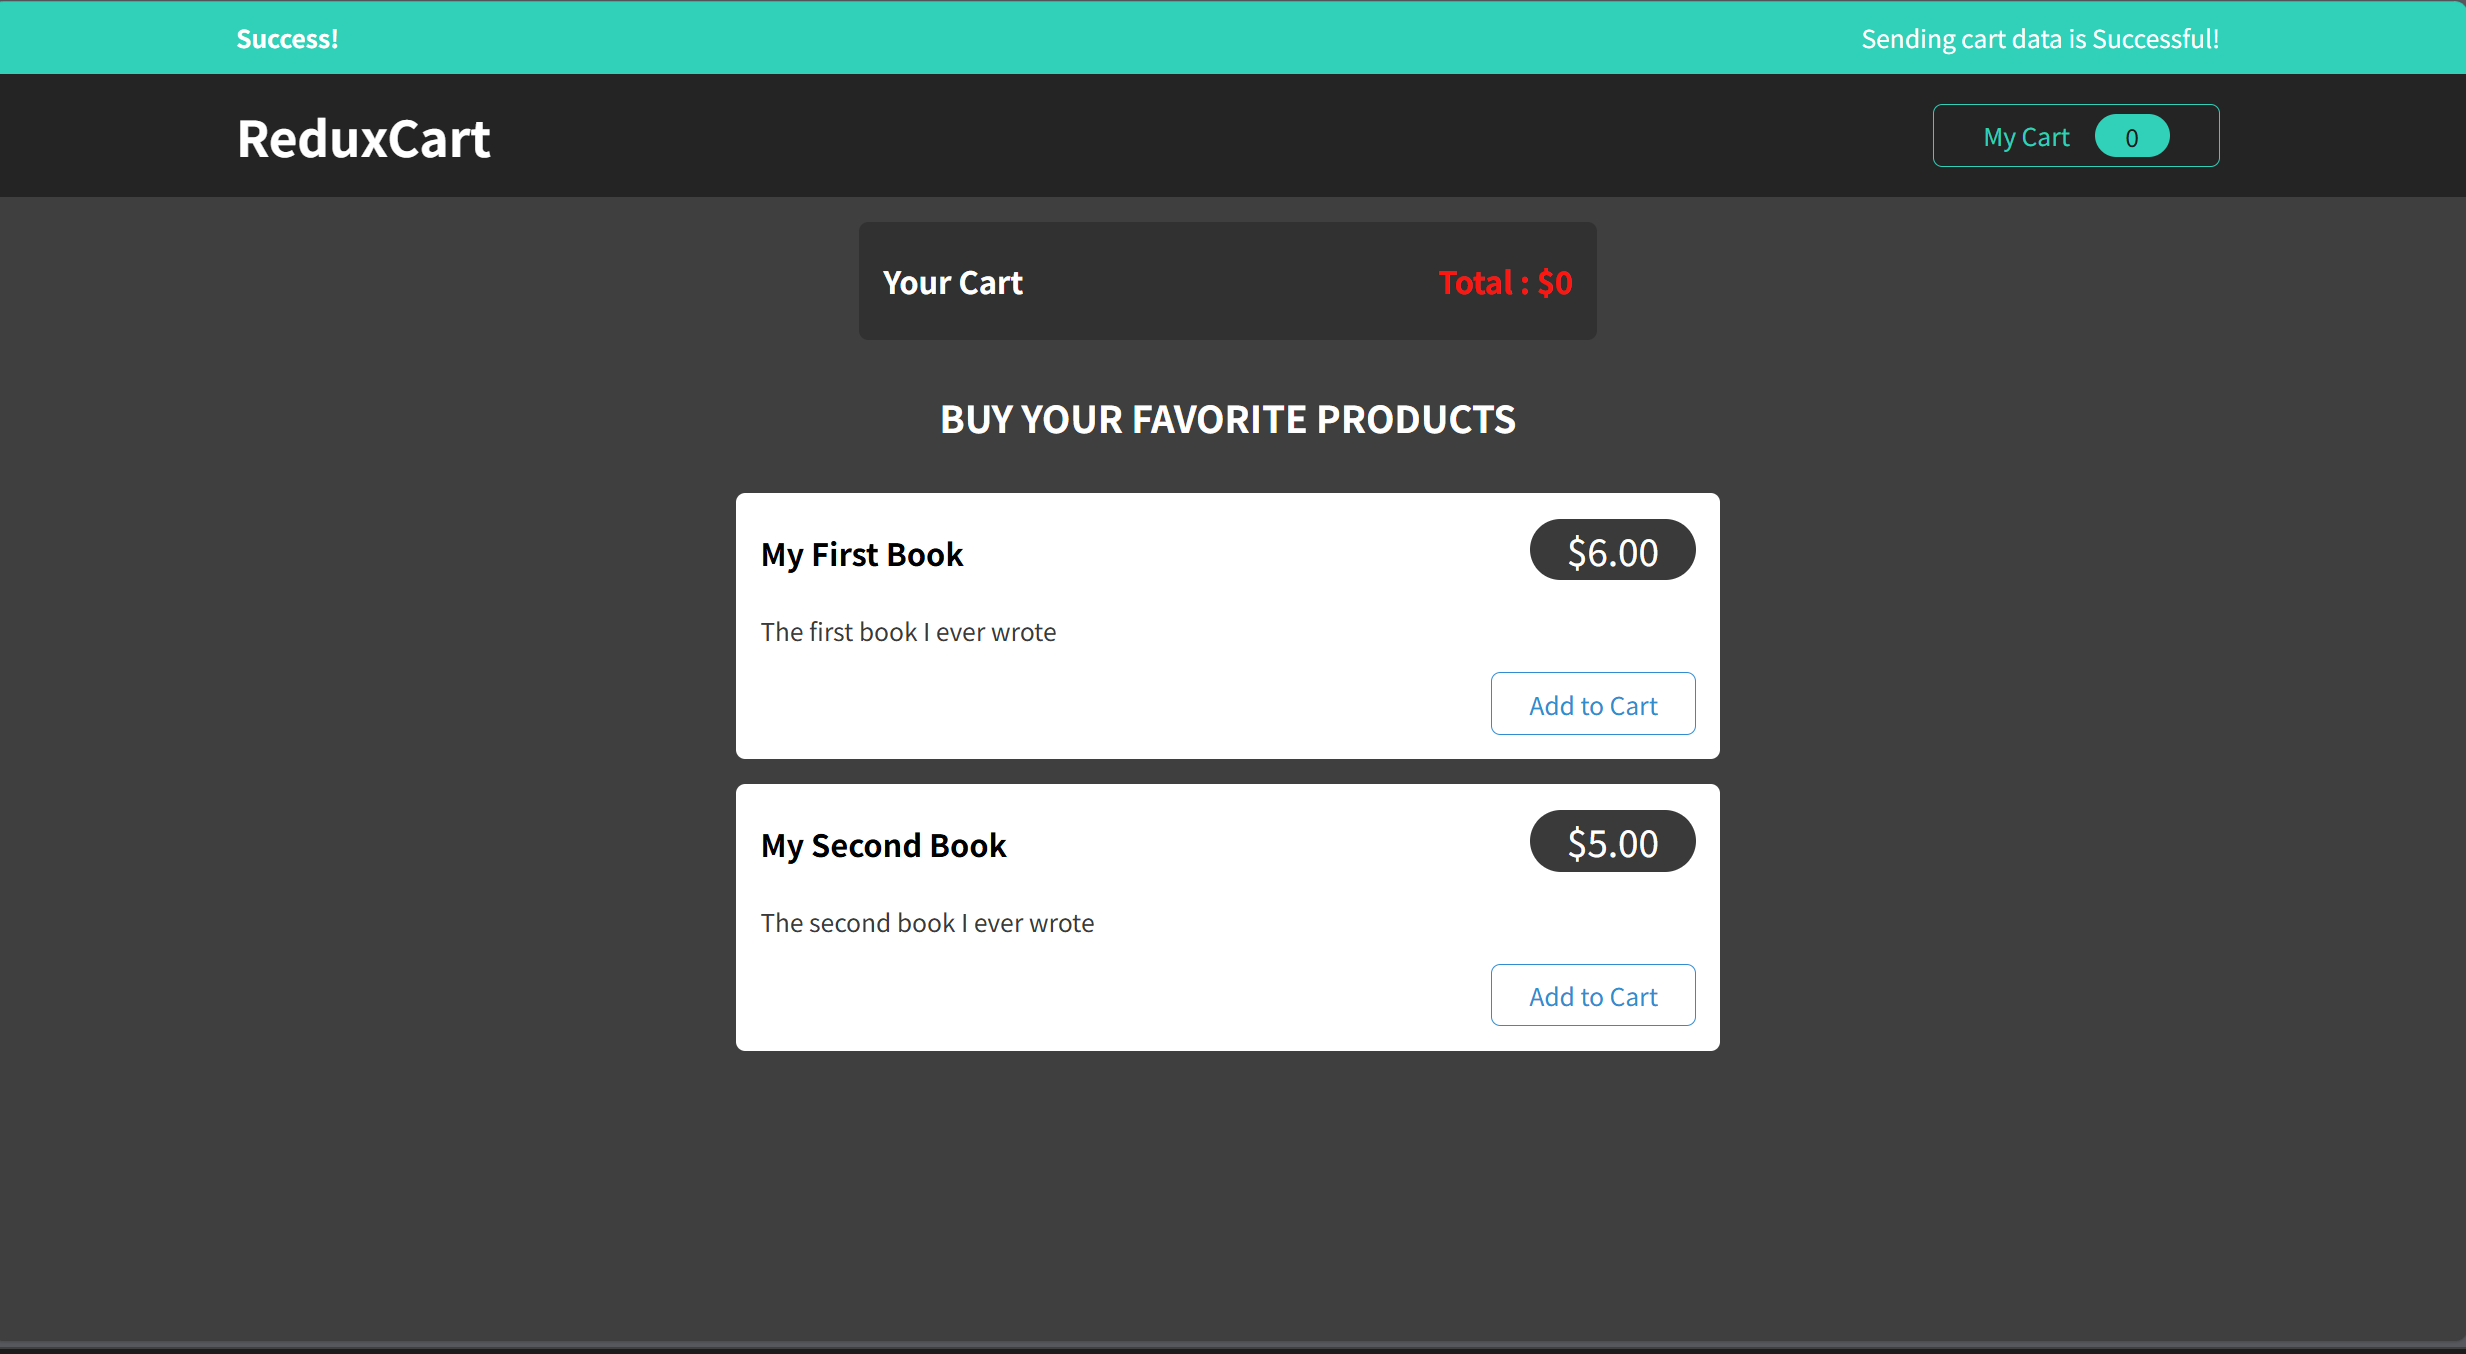 Success! Sending cart data is Successful!
ReduxCart My Cart 0
Your Cart Total : $0
BUY YOUR FAVORITE PRODUCTS
My First Book $6.00
The first book I ever wrote
Add to Cart
My Second Book $5.00
The second book I ever wrote
Add to Cart